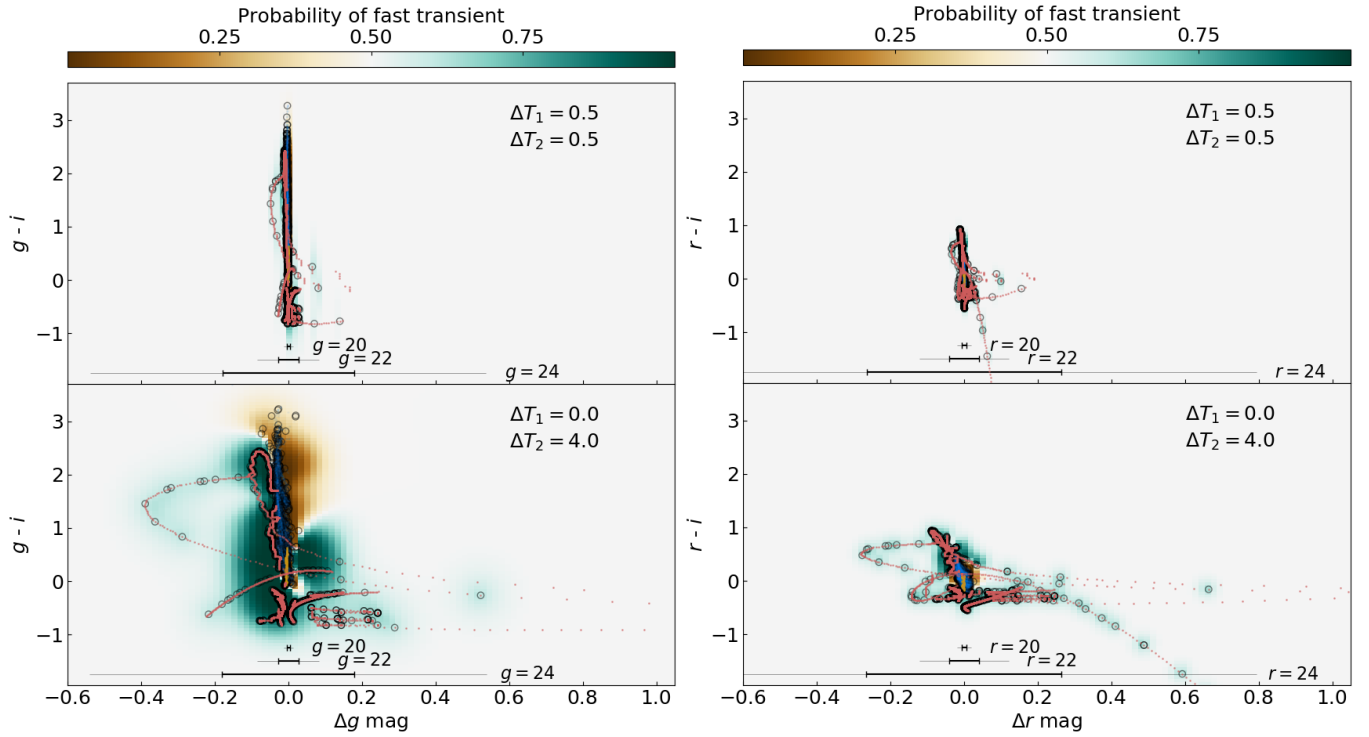 Probability of fast transient
0.25 0.50 0.75
ΔT₁ = 0.5
ΔT₂ = 0.5
3
2
1
0
−1
g - i
g = 20
g = 22
g = 24
ΔT₁ = 0.0
ΔT₂ = 4.0
3
2
1
0
−1
g - i
g = 20
g = 22
g = 24
−0.6 −0.4 −0.2 0.0 0.2 0.4 0.6 0.8 1.0
Δg mag
Probability of fast transient
0.25 0.50 0.75
ΔT₁ = 0.5
ΔT₂ = 0.5
3
2
1
0
−1
r - i
r = 20
r = 22
r = 24
ΔT₁ = 0.0
ΔT₂ = 4.0
3
2
1
0
−1
r - i
r = 20
r = 22
r = 24
−0.6 −0.4 −0.2 0.0 0.2 0.4 0.6 0.8 1.0
Δr mag